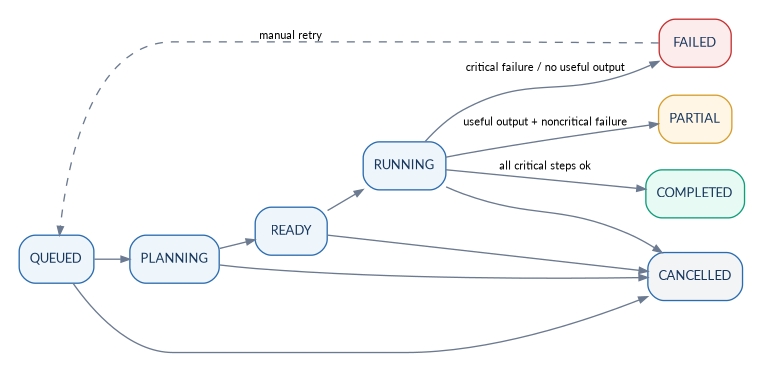 manual retry
FAILED
critical failure / no useful output
PARTIAL
useful output + noncritical failure
RUNNING
all critical steps ok
COMPLETED
READY
QUEUED
PLANNING
CANCELLED